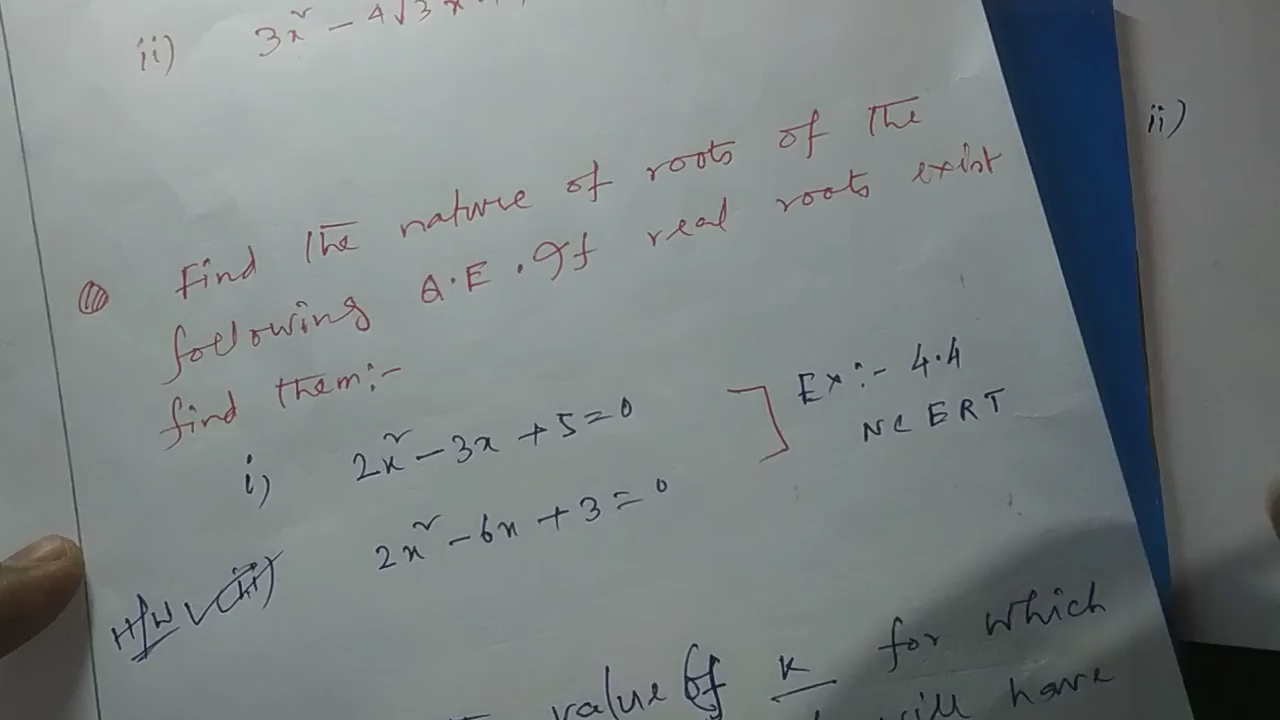 ii) 3x² - 4√3 x
ii)
Find the nature of roots of the
following Q.E. If real roots exist
find them:-
i) 2x² - 3x + 5 = 0
Ex:- 4.4
NCERT
H/W ✓ (ii) 2x² - 6x + 3 = 0
value of k for which
will have